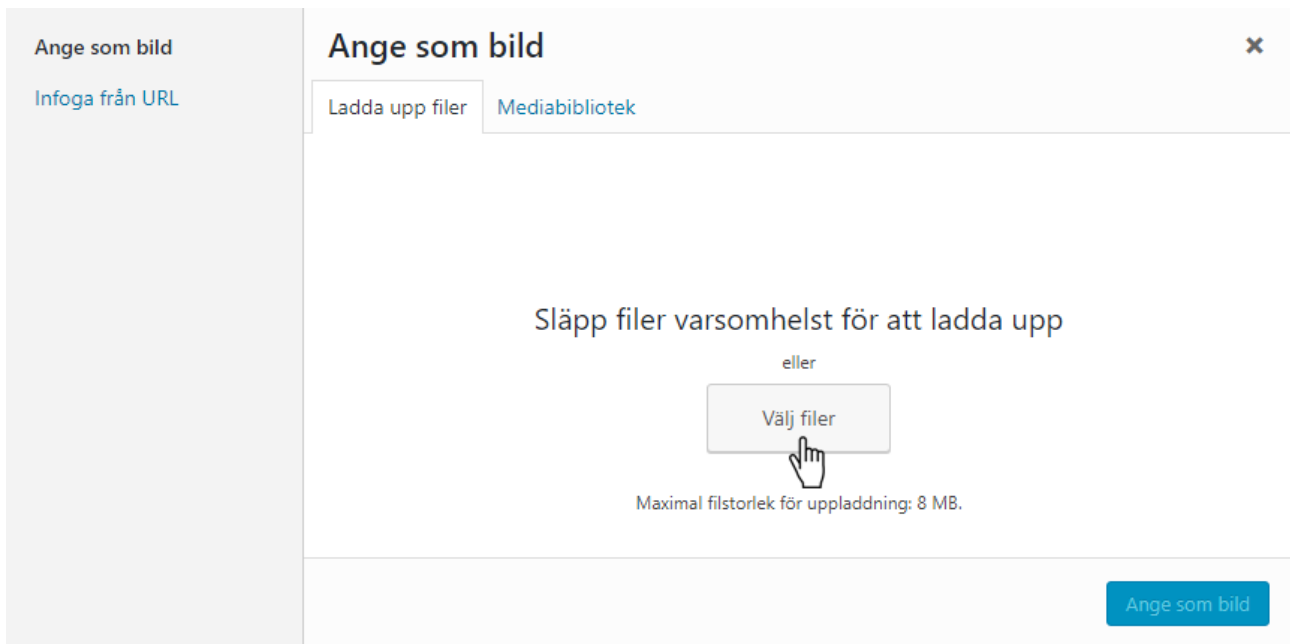 Ange som bild
Infoga från URL
Ange som bild
Ladda upp filer
Mediabibliotek
Släpp filer varsomhelst för att ladda upp
eller
Välj filer
Maximal filstorlek för uppladdning: 8 MB.
Ange som bild